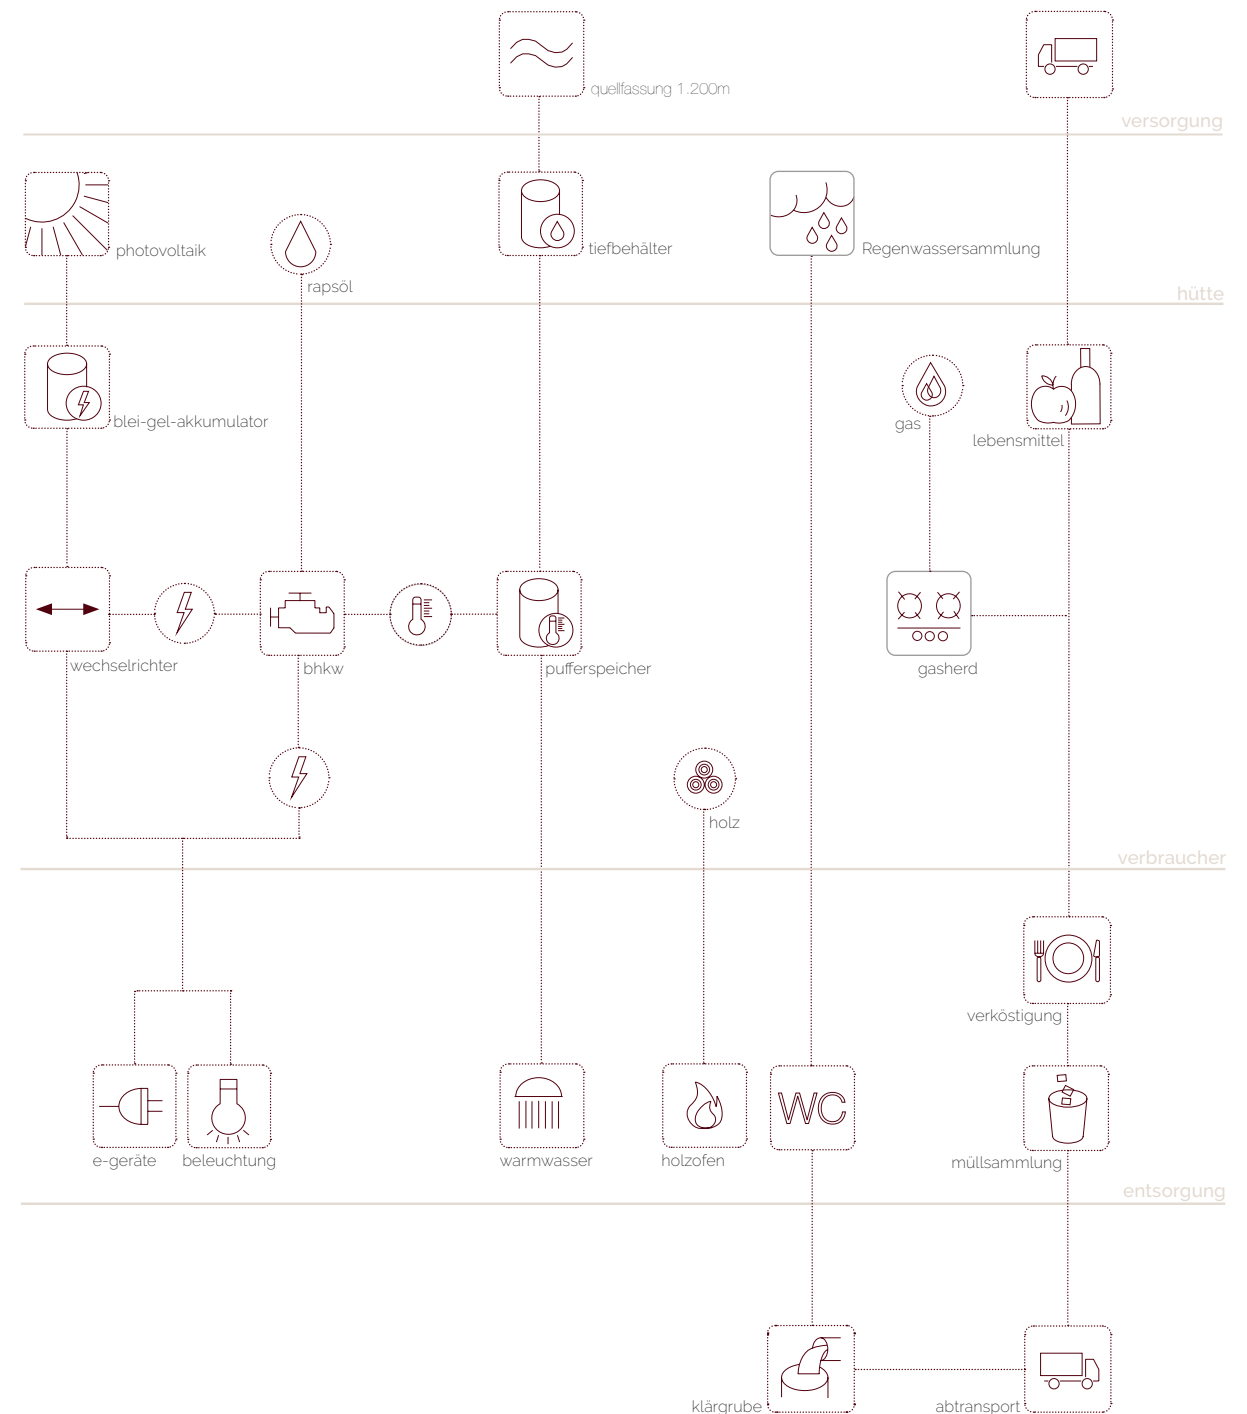 quellfassung 1.200m
versorgung
photovoltaik
rapsöl
tiefbehälter
Regenwassersammlung
hütte
blei-gel-akkumulator
gas
lebensmittel
wechselrichter
bhkw
pufferspeicher
gasherd
holz
verbraucher
verköstigung
WC
e-geräte
beleuchtung
warmwasser
holzofen
müllsammlung
entsorgung
klärgrube
abtransport